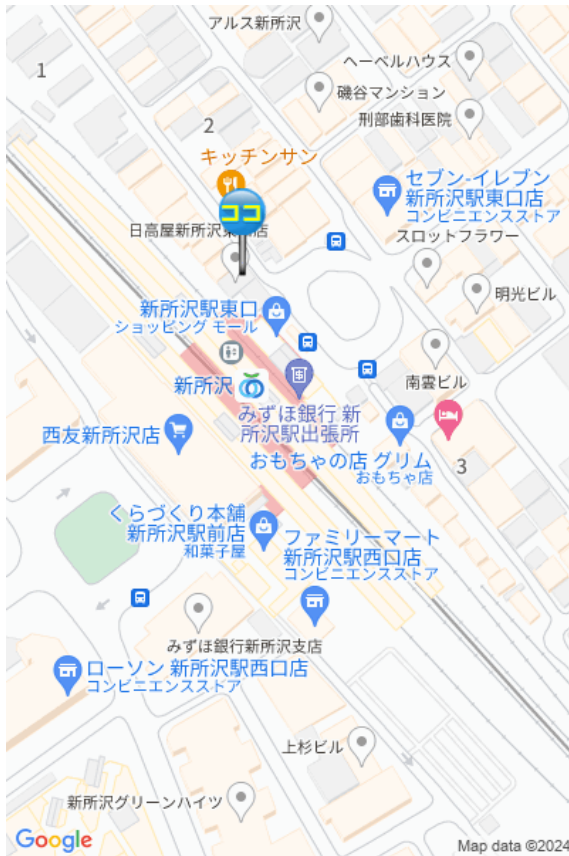 アルス新所沢
ヘーベルハウス
1
磯谷マンション
刑部歯科医院
2
キッチンサン
セブン-イレブン
新所沢駅東口店
コンビニエンスストア
ココ
日高屋新所沢東
店
スロットフラワー
明光ビル
新所沢駅東口
ショッピング モール
南雲ビル
新所沢
みずほ銀行 新
所沢駅出張所
西友新所沢店
おもちゃの店 グリム
おもちゃ店
3
くらづくり本舗
新所沢駅前店
和菓子屋
ファミリーマート
新所沢駅西口店
コンビニエンスストア
みずほ銀行新所沢支店
ローソン 新所沢駅西口店
コンビニエンスストア
上杉ビル
新所沢グリーンハイツ
Google
Map data ©2024